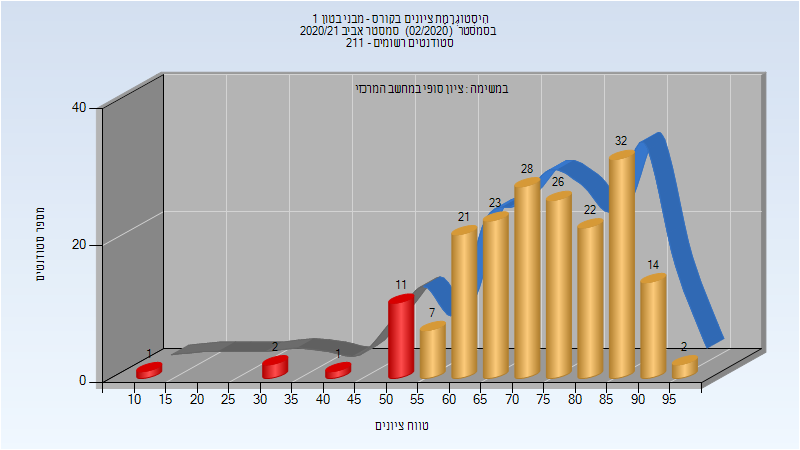 היסטוגרמת ציונים בקורס - מבני בטון 1
בסמסטר (02/2020) סמסטר אביב 2020/21
סטודנטים רשומים - 211
במשימה : ציון סופי במחשב המרכזי
מספר סטודנטים
40
20
0
1
2
1
11
7
21
23
28
26
22
32
14
2
10 15 20 25 30 35 40 45 50 55 60 65 70 75 80 85 90 95
טווח ציונים